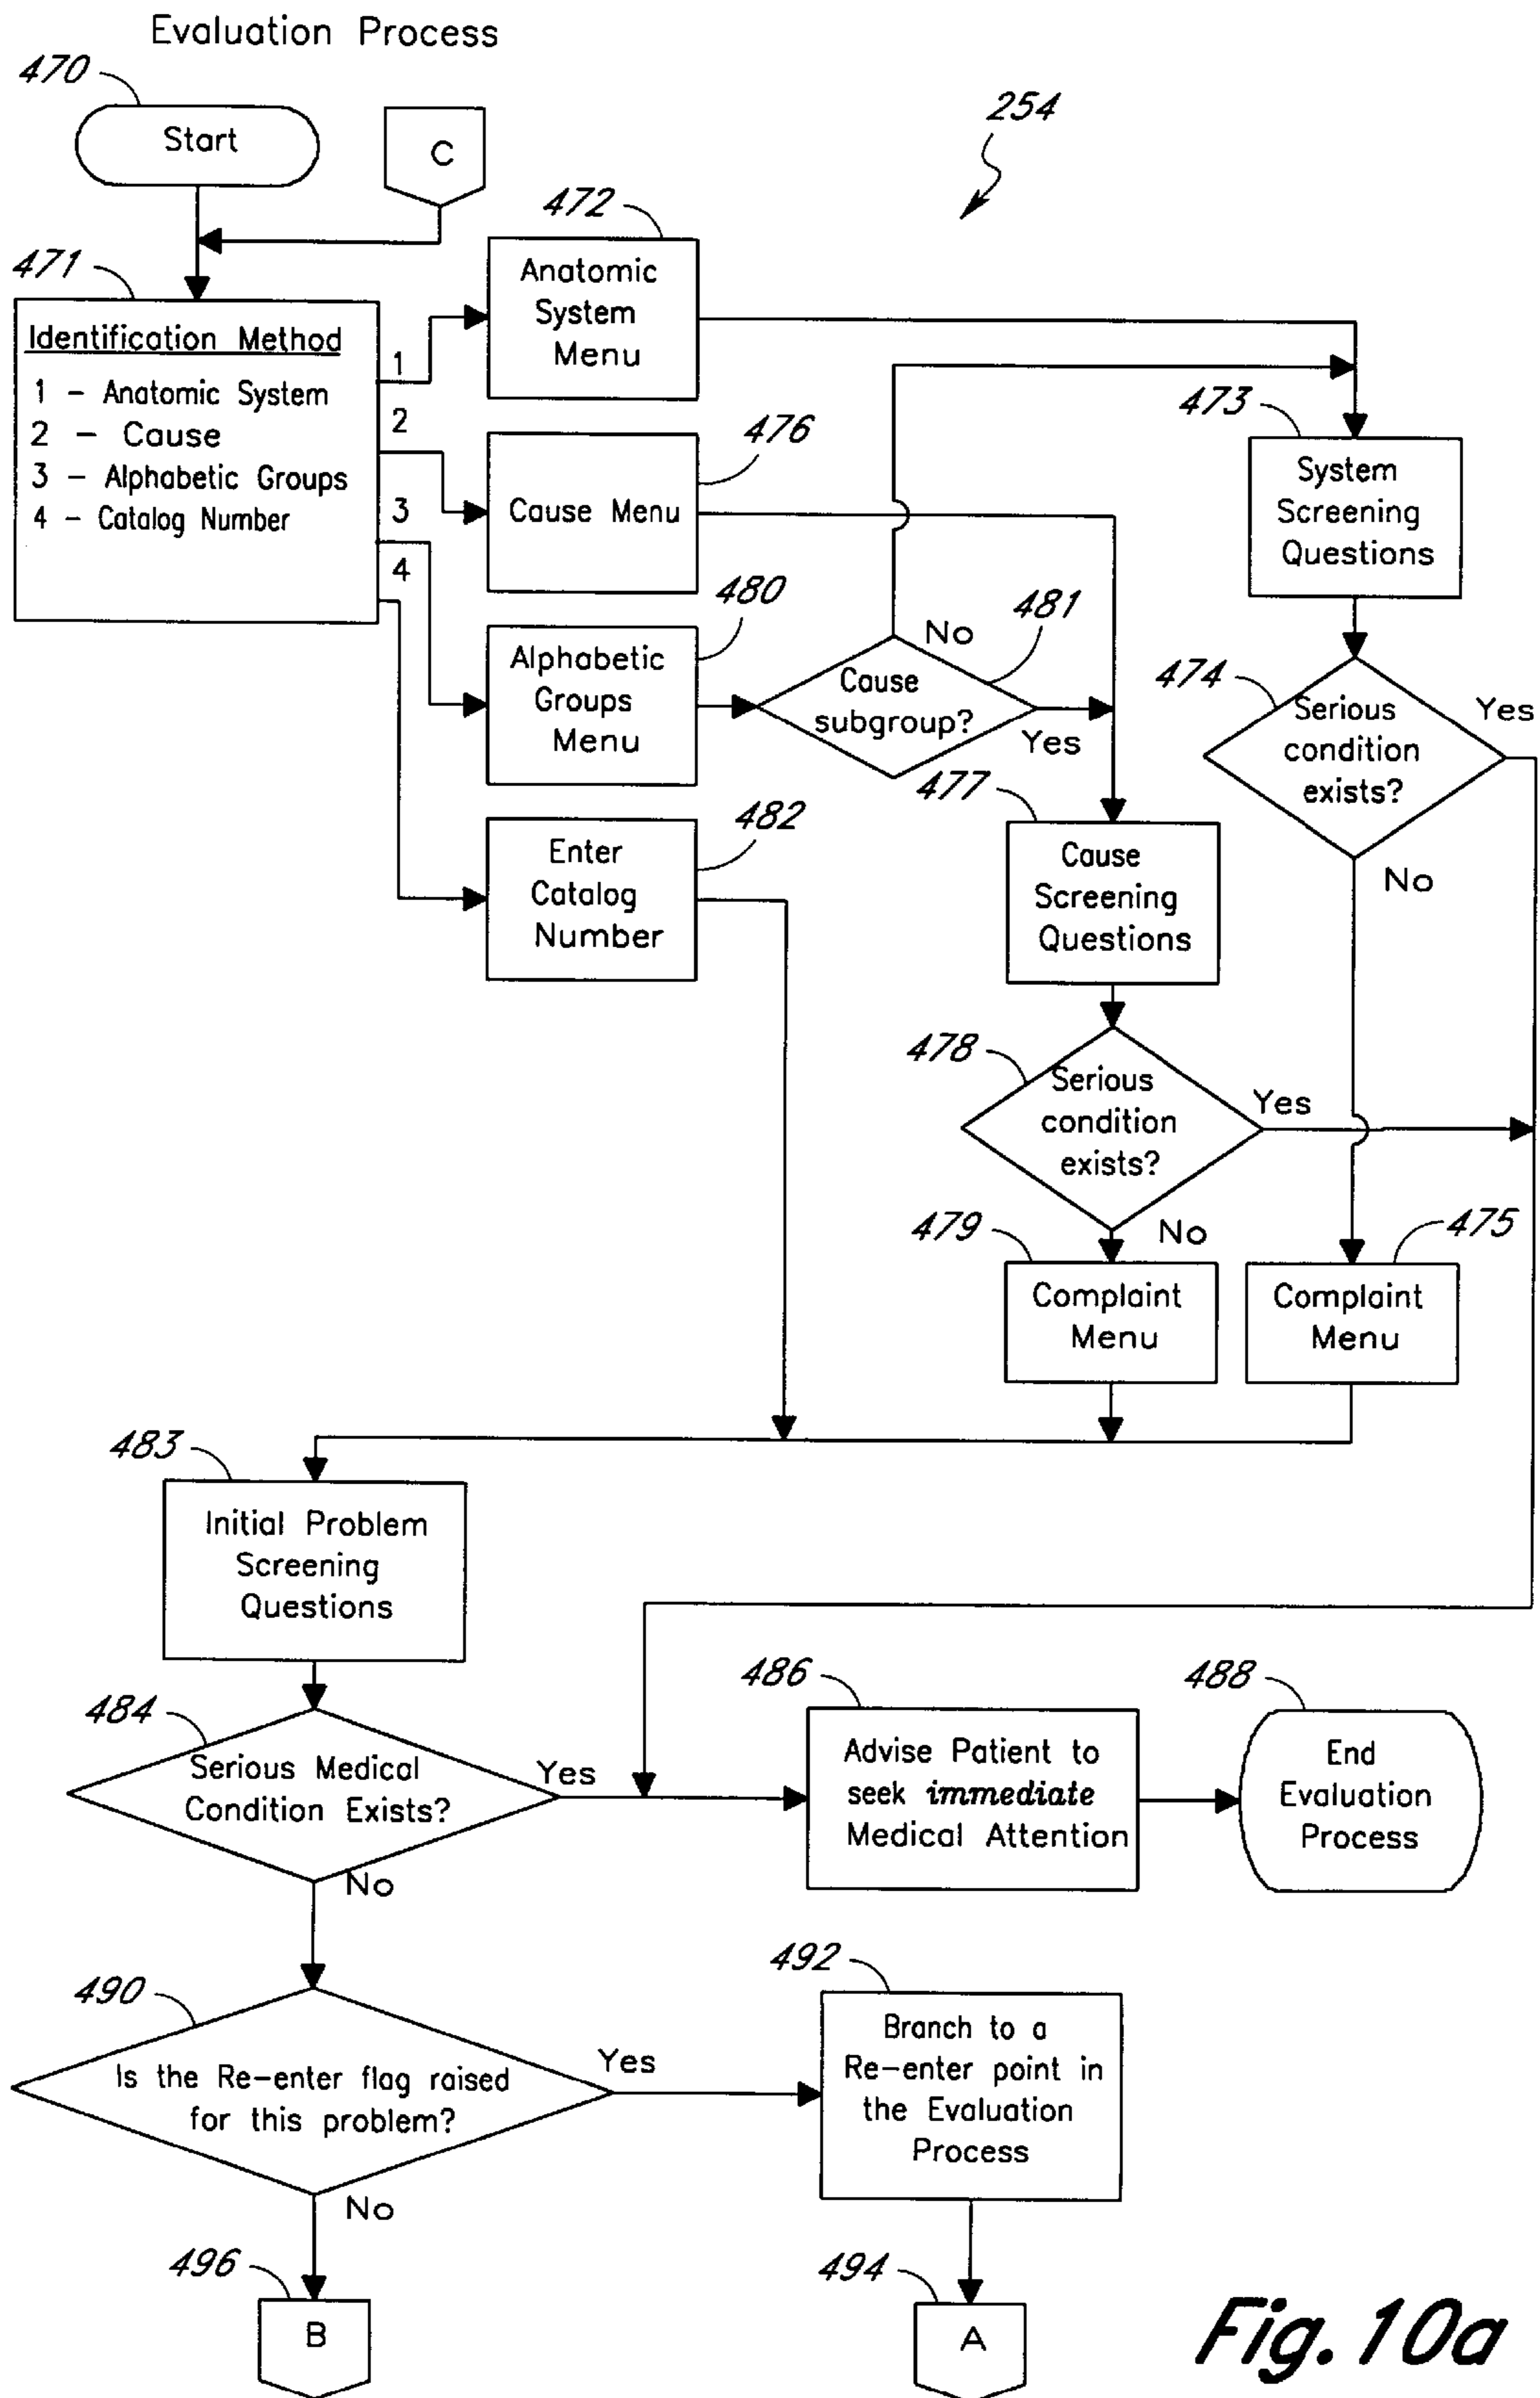 Evaluation Process
470
Start
C
254
472
471
Anatomic
System
Menu
Identification Method
1 - Anatomic System
2 - Cause
3 - Alphabetic Groups
4 - Catalog Number
1
2
3
4
476
Cause Menu
473
System
Screening
Questions
480
Alphabetic
Groups
Menu
481
Cause
subgroup?
No
Yes
474
Serious
condition
exists?
Yes
No
477
Cause
Screening
Questions
482
Enter
Catalog
Number
478
Serious
condition
exists?
Yes
No
479
Complaint
Menu
475
Complaint
Menu
483
Initial Problem
Screening
Questions
484
Serious Medical
Condition Exists?
Yes
No
486
Advise Patient to
seek immediate
Medical Attention
488
End
Evaluation
Process
490
Is the Re-enter flag raised
for this problem?
Yes
No
492
Branch to a
Re-enter point in
the Evaluation
Process
496
B
494
A
Fig. 10a